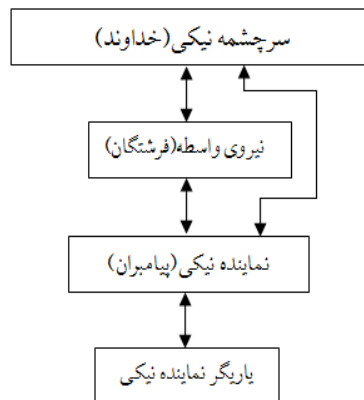 سرچشمه نیکی(خداوند)
نیروی واسطه(فرشتگان)
نماینده نیکی(پیامبران)
یاریگر نماینده نیکی